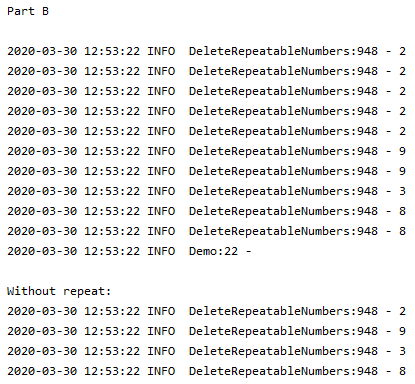 Part B
2020-03-30 12:53:22 INFO  DeleteRepeatableNumbers:948 - 2
2020-03-30 12:53:22 INFO  DeleteRepeatableNumbers:948 - 2
2020-03-30 12:53:22 INFO  DeleteRepeatableNumbers:948 - 2
2020-03-30 12:53:22 INFO  DeleteRepeatableNumbers:948 - 2
2020-03-30 12:53:22 INFO  DeleteRepeatableNumbers:948 - 2
2020-03-30 12:53:22 INFO  DeleteRepeatableNumbers:948 - 9
2020-03-30 12:53:22 INFO  DeleteRepeatableNumbers:948 - 9
2020-03-30 12:53:22 INFO  DeleteRepeatableNumbers:948 - 3
2020-03-30 12:53:22 INFO  DeleteRepeatableNumbers:948 - 8
2020-03-30 12:53:22 INFO  DeleteRepeatableNumbers:948 - 8
2020-03-30 12:53:22 INFO  Demo:22 -
Without repeat:
2020-03-30 12:53:22 INFO  DeleteRepeatableNumbers:948 - 2
2020-03-30 12:53:22 INFO  DeleteRepeatableNumbers:948 - 9
2020-03-30 12:53:22 INFO  DeleteRepeatableNumbers:948 - 3
2020-03-30 12:53:22 INFO  DeleteRepeatableNumbers:948 - 8